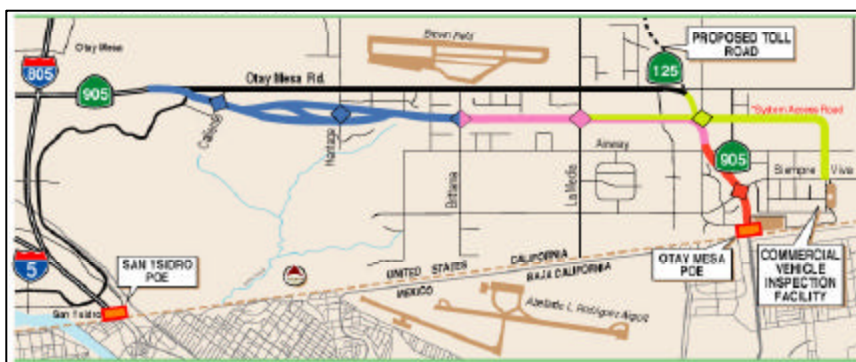 Otay Mesa
Brown Field
PROPOSED TOLL
ROAD
805
905
Otay Mesa Rd.
125
*System Access Road
Caliente
Heritage
Britannia
La Media
Airway
905
Siempre Viva
5
SAN YSIDRO
POE
UNITED STATES
CALIFORNIA
MEXICO
BAJA CALIFORNIA
OTAY MESA
POE
COMMERCIAL
VEHICLE
INSPECTION
FACILITY
San Ysidro